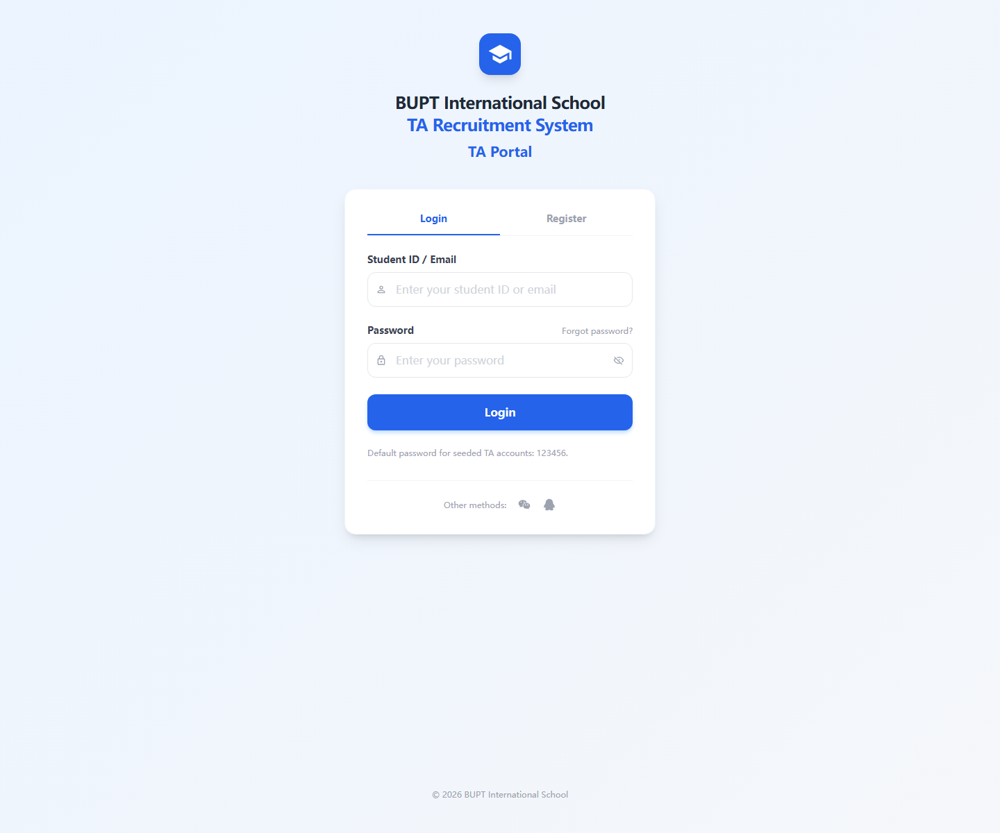 BUPT International School
TA Recruitment System
TA Portal
Login
Register
Student ID / Email
Enter your student ID or email
Password
Forgot password?
Enter your password
Login
Default password for seeded TA accounts: 123456.
Other methods:
© 2026 BUPT International School